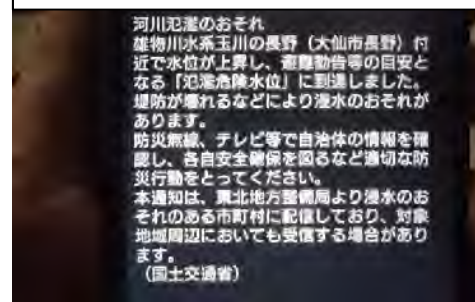 河川氾濫のおそれ
雄物川水系玉川の長野（大仙市長野）付
近で水位が上昇し、避難勧告等の目安と
なる「氾濫危険水位」に到達しました。
堤防が壊れるなどにより浸水のおそれが
あります。
防災無線、テレビ等で自治体の情報を確
認し、各自安全確保を図るなど適切な防
災行動をとってください。
本通知は、東北地方整備局より浸水のお
それのある市町村に配信しており、対象
地域周辺においても受信する場合があり
ます。
（国土交通省）